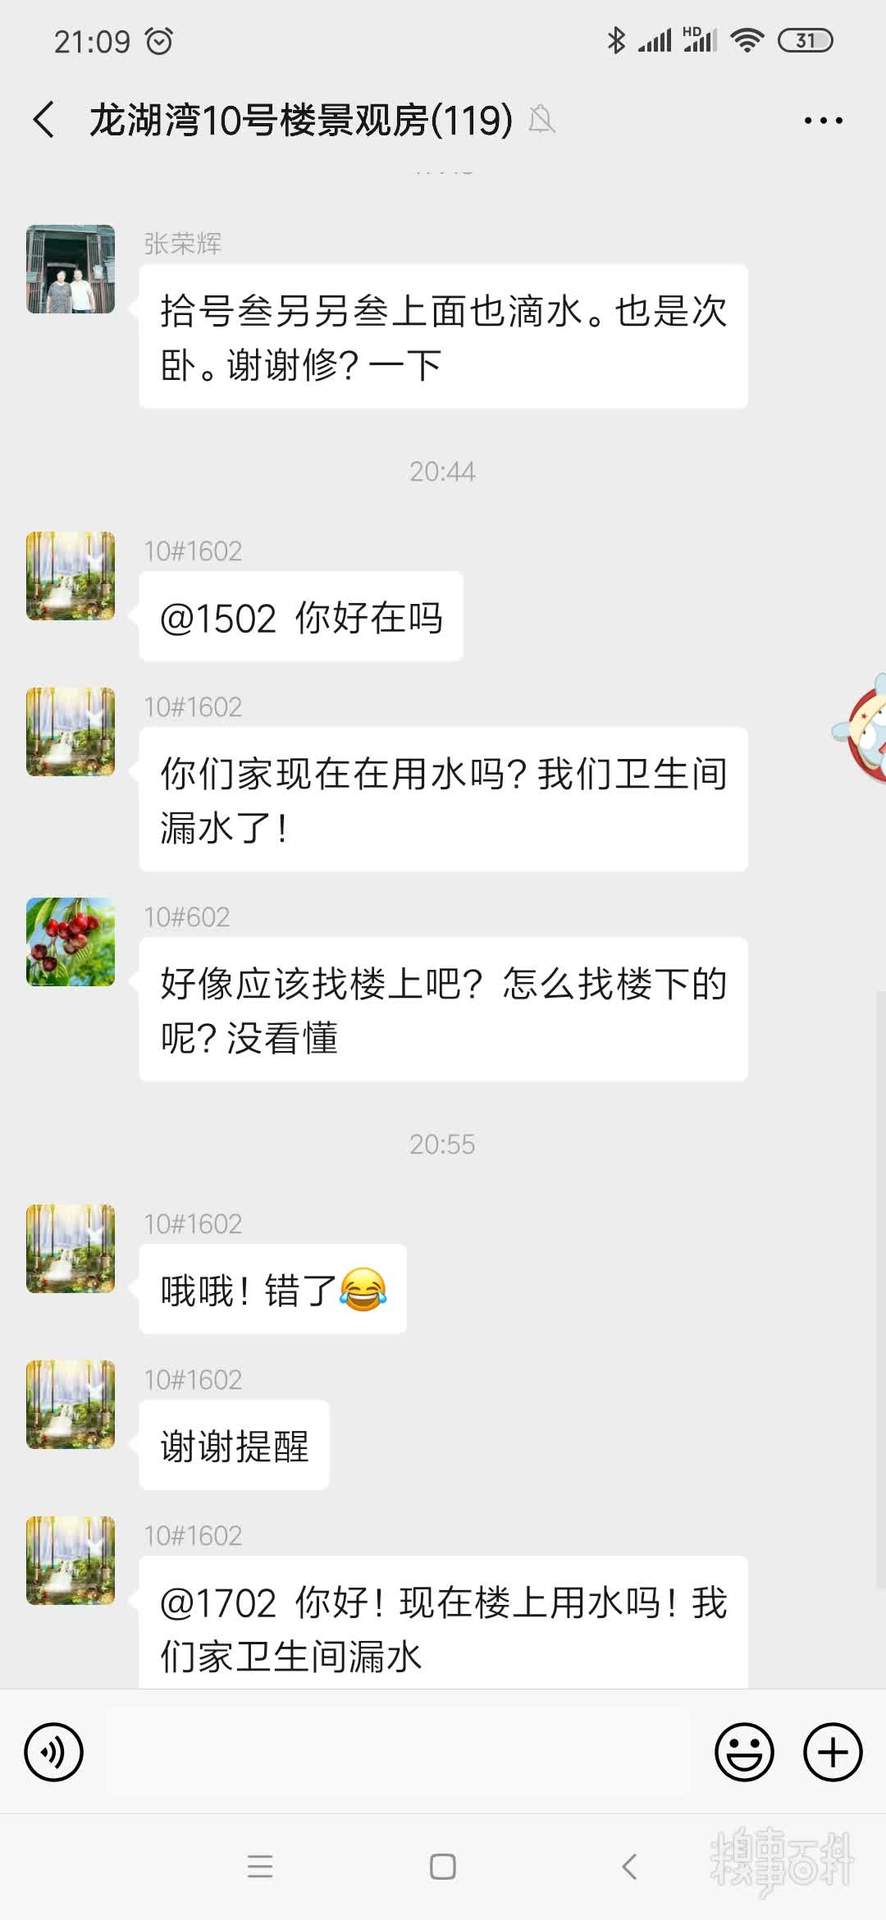 21:09
HD
31
龙湖湾10号楼景观房(119)
张荣辉
拾号叁另另叁上面也滴水。也是次
卧。谢谢修?一下
20:44
10#1602
@1502 你好在吗
10#1602
你们家现在在用水吗?我们卫生间
漏水了!
10#602
好像应该找楼上吧? 怎么找楼下的
呢?没看懂
20:55
10#1602
哦哦!错了😂
10#1602
谢谢提醒
10#1602
@1702 你好!现在楼上用水吗!我
们家卫生间漏水
糗事百科